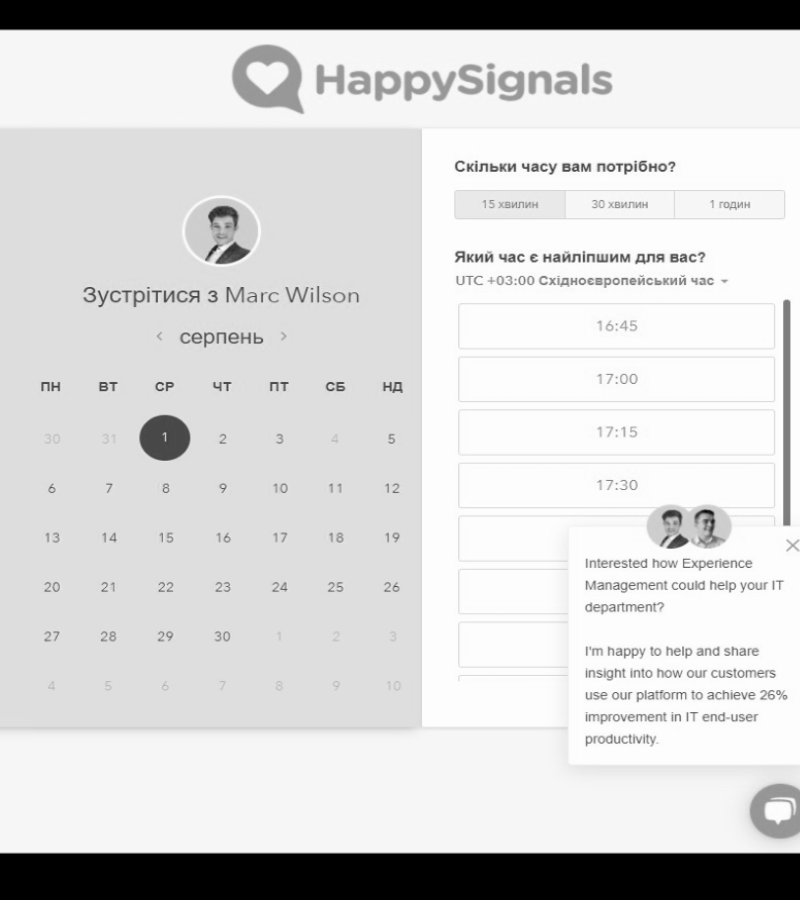 HappySignals
Зустрітися з Marc Wilson
< серпень >
ПН ВТ СР ЧТ ПТ СБ НД
30 31 1 2 3 4 5
6 7 8 9 10 11 12
13 14 15 16 17 18 19
20 21 22 23 24 25 26
27 28 29 30 1 2 3
4 5 6 7 8 9 10
Скільки часу вам потрібно?
15 хвилин 30 хвилин 1 годин
Який час є найліпшим для вас?
UTC +03:00 Східноєвропейський час
16:45
17:00
17:15
17:30
Interested how Experience
Management could help your IT
department?
I'm happy to help and share
insight into how our customers
use our platform to achieve 26%
improvement in IT end-user
productivity.